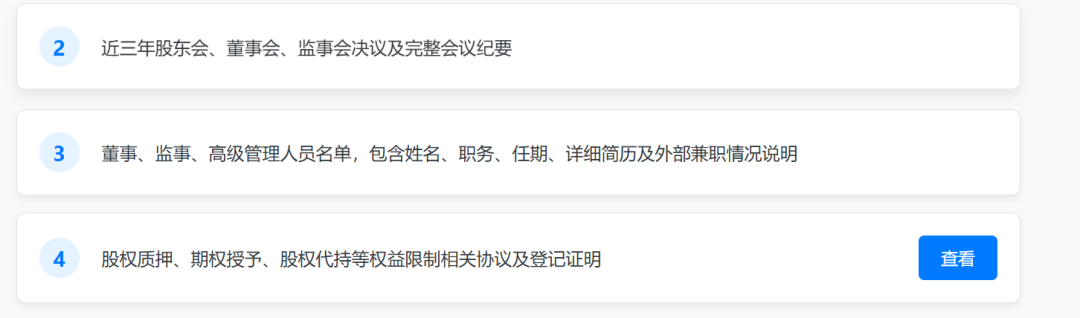 2 近三年股东会、董事会、监事会决议及完整会议纪要
3 董事、监事、高级管理人员名单，包含姓名、职务、任期、详细简历及外部兼职情况说明
4 股权质押、期权授予、股权代持等权益限制相关协议及登记证明 查看